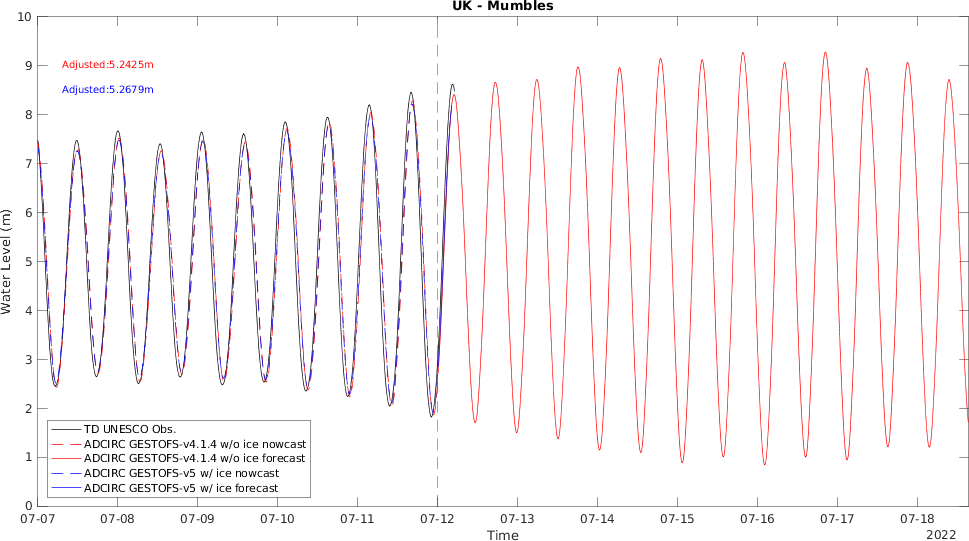 UK - Mumbles
10
9
8
7
6
5
4
3
2
1
0
Water Level (m)
Adjusted:5.2425m
Adjusted:5.2679m
TD UNESCO Obs.
ADCIRC GESTOFS-v4.1.4 w/o ice nowcast
ADCIRC GESTOFS-v4.1.4 w/o ice forecast
ADCIRC GESTOFS-v5 w/ ice nowcast
ADCIRC GESTOFS-v5 w/ ice forecast
07-07 07-08 07-09 07-10 07-11 07-12 07-13 07-14 07-15 07-16 07-17 07-18
Time
2022